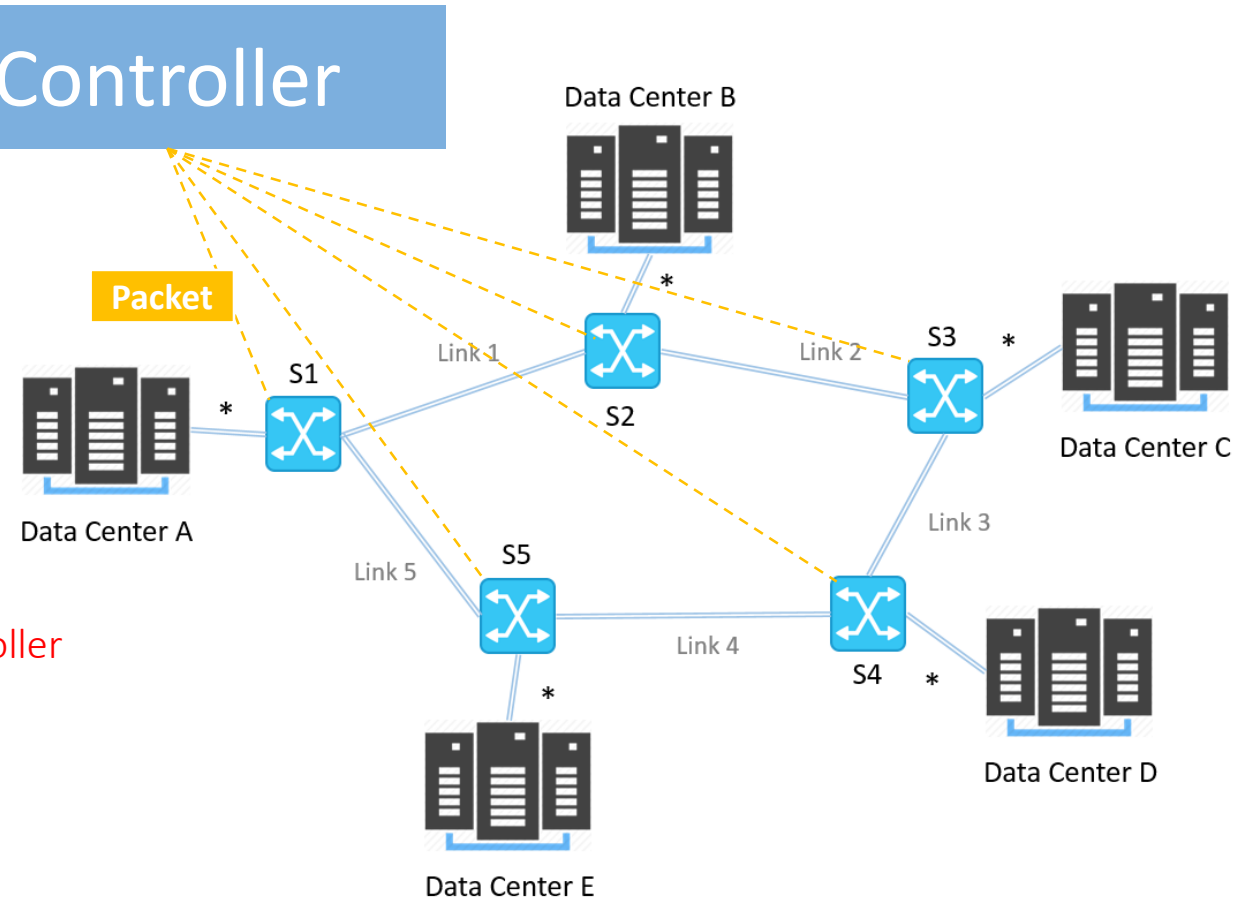 Controller
Data Center B
*
Packet
Link 1
Link 2
S3
*
S1
*
S2
Data Center C
Data Center A
Link 3
S5
Link 5
oller
Link 4
S4
*
*
Data Center D
Data Center E